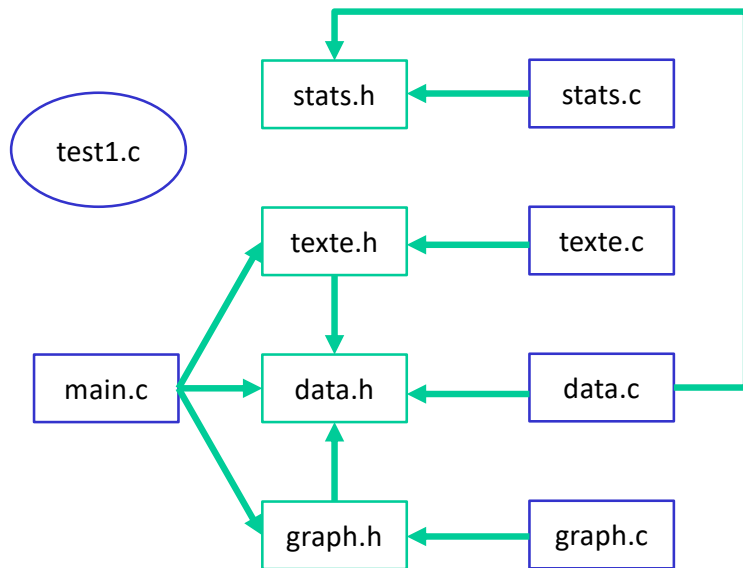 stats.h
stats.c
test1.c
texte.h
texte.c
main.c
data.h
data.c
graph.h
graph.c